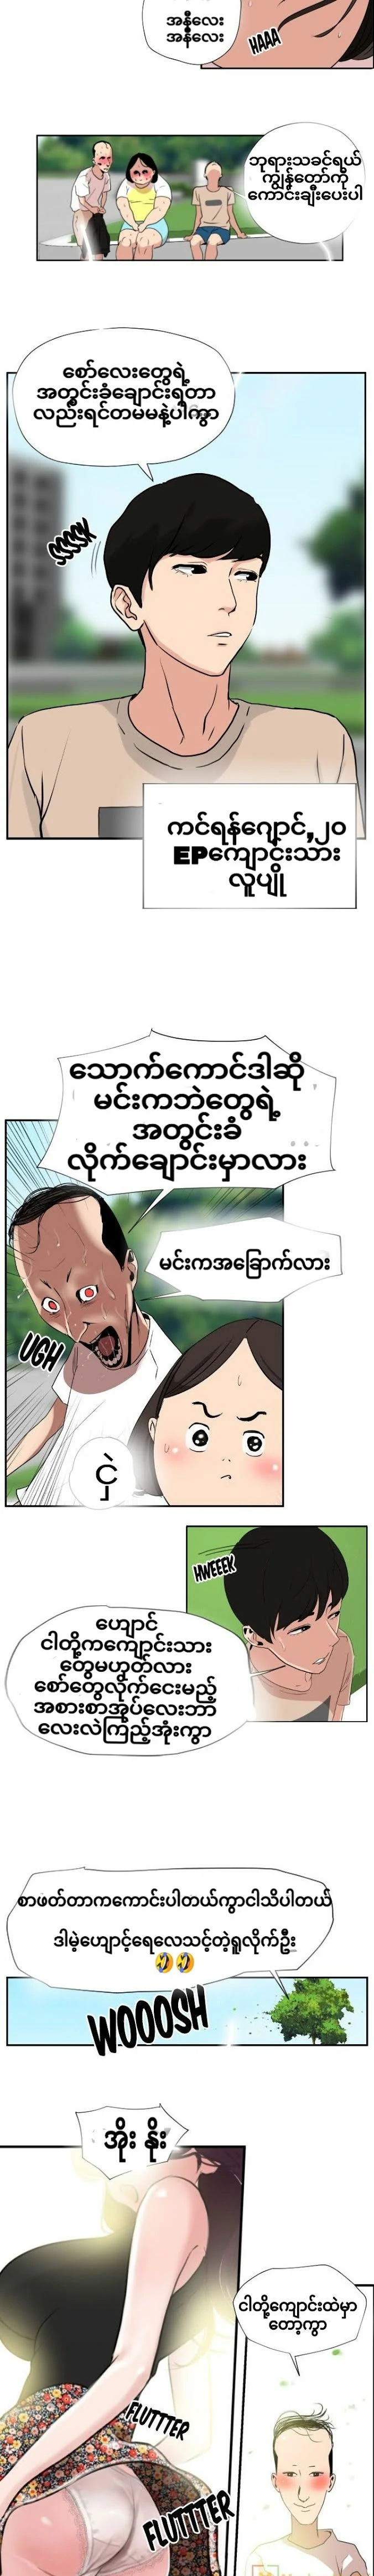 အနီလေး
အနီလေး
HAAA
ဘုရားသခင်ရယ်
ကျွန်တော်ကို
ကောင်းချီးပေးပါ
စော်လေးတွေရဲ့
အတွင်းခံချောင်းရတာ
လည်းရင်တမမနဲ့ပါကွာ
SSSSK
ကင်ရန်ဂျောင်,၂၀
EPကျောင်းသား
လူပျို
သောက်ကောင်ဒါဆို
မင်းကဘဲတွေရဲ့
အတွင်းခံ
လိုက်ချောင်းမှာလား
မင်းကအခြောက်လား
UGH
ငှဲ
HWEEEK
ဟျောင်
ငါတို့ကကျောင်းသား
တွေမဟုတ်လား
စော်တွေလိုက်ငေးမည့်
အစားစာအုပ်လေးဘာ
လေးလဲကြည့်အုံးကွာ
စာဖတ်တာကကောင်းပါတယ်ကွာငါသိပါတယ်
ဒါမဲ့ဟျောင့်ရေလေသင့်တဲ့ရှုလိုက်ဦး
🤣🤣
WOOOSH
အိုး နိုး
ငါတို့ကျောင်းထဲမှာ
တော့ကွာ
FLUTTTER
FLUTTTER